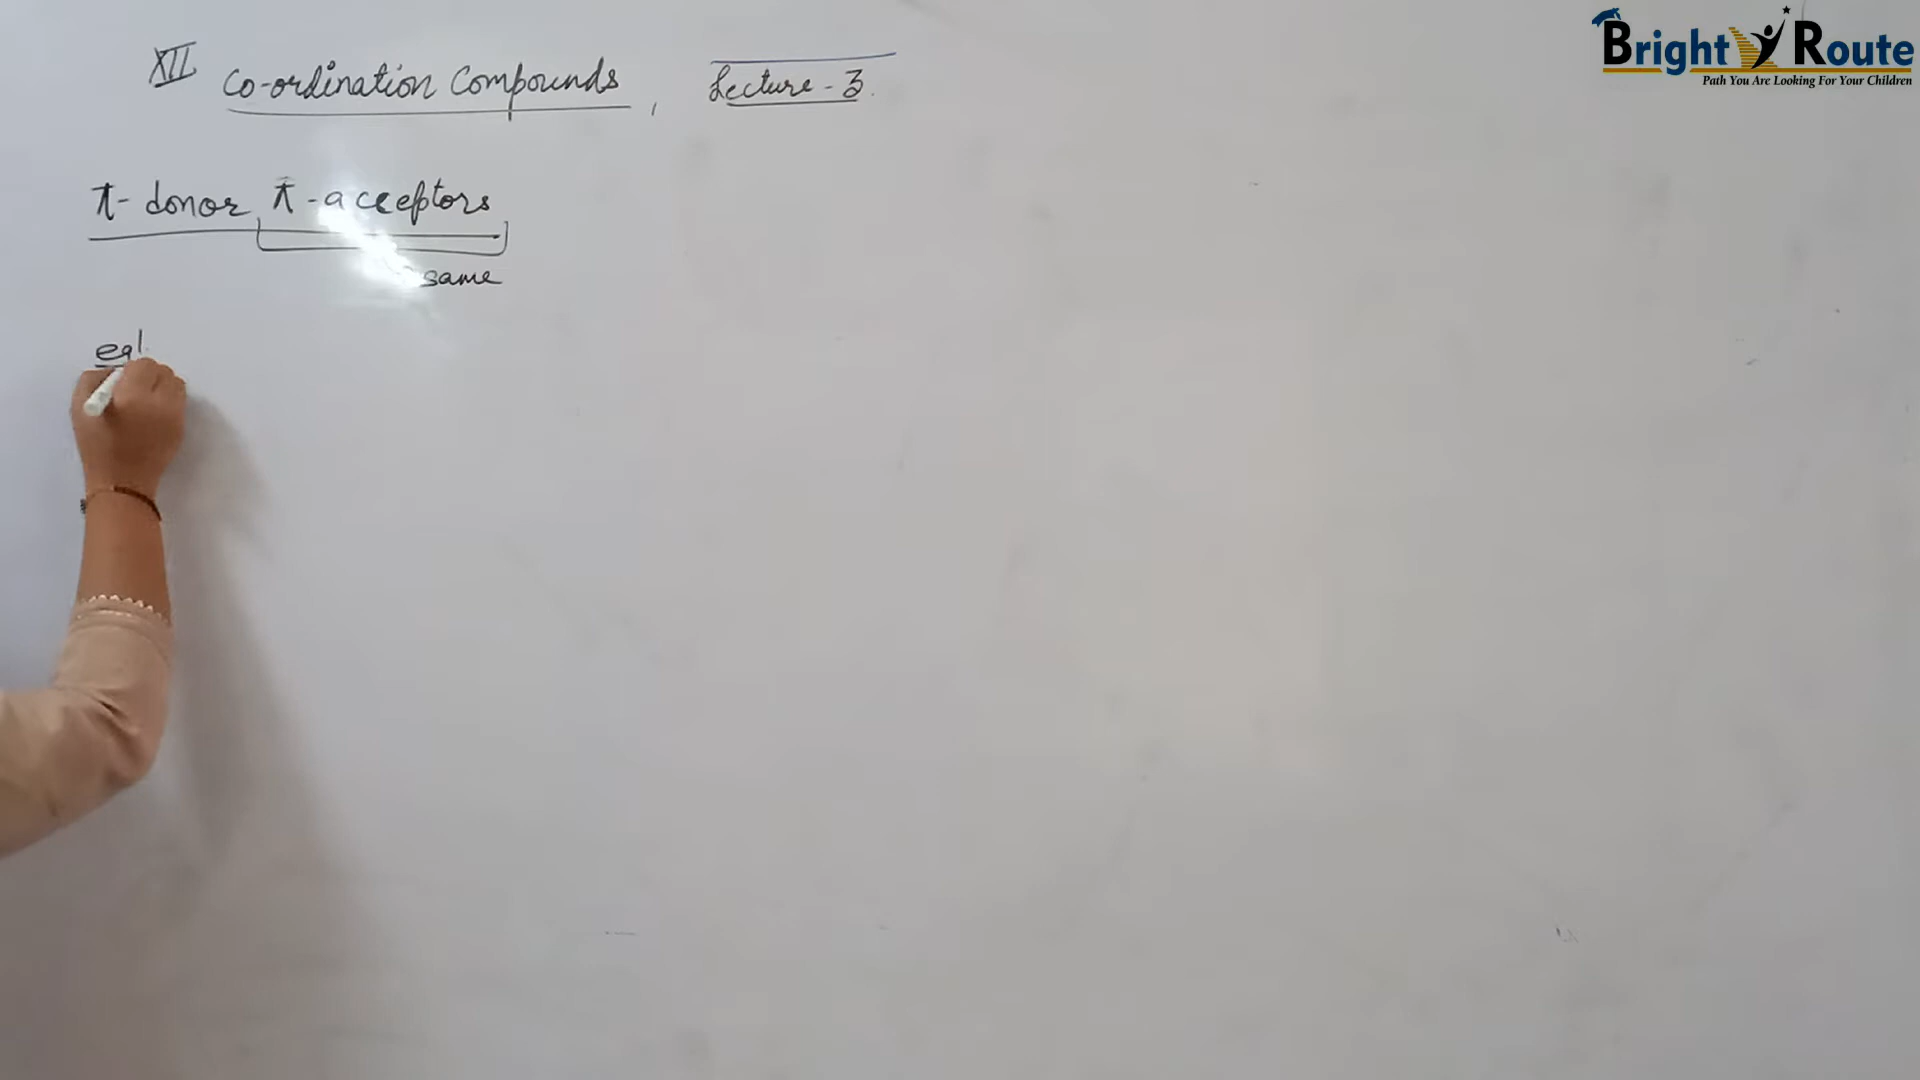 XII Co-ordination Compounds, Lecture - 3.
π- donor, π - acceptors
same
eg!
Bright Route
Path You Are Looking For Your Children